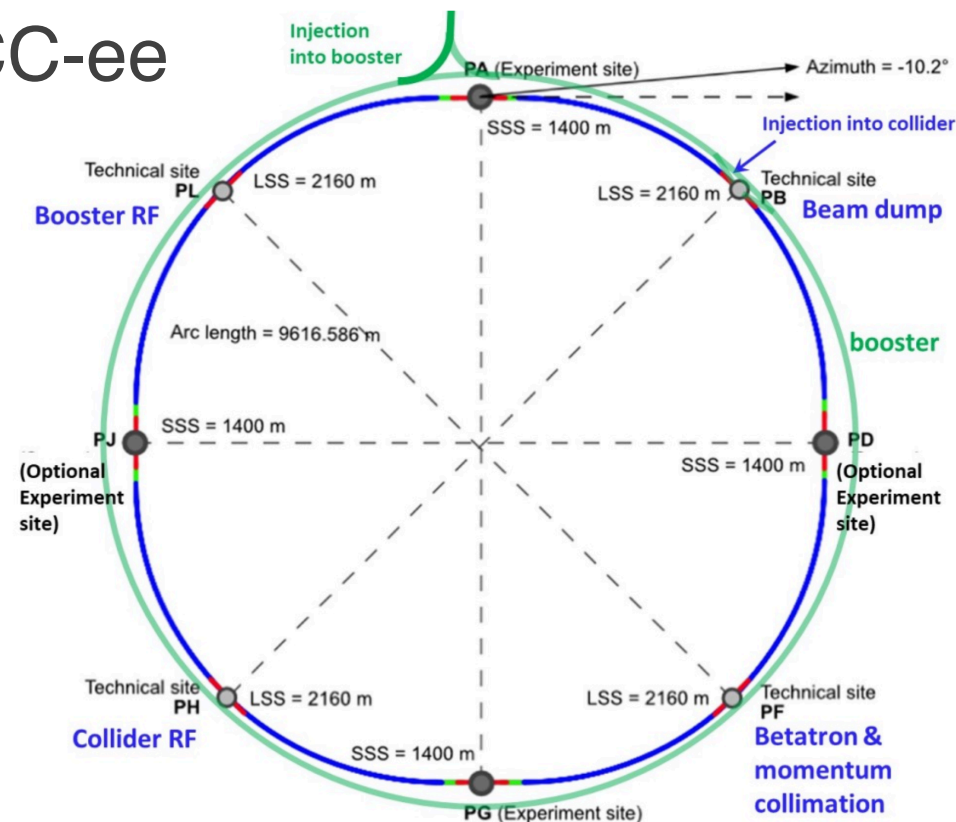 CC-ee
Injection
into booster
PA (Experiment site)
Azimuth = -10.2°
SSS = 1400 m
Injection into collider
Technical site
PL
LSS = 2160 m
Booster RF
LSS = 2160 m
Technical site
PB
Beam dump
Arc length = 9616.586 m
booster
PJ
SSS = 1400 m
(Optional
Experiment
site)
SSS = 1400 m
PD
(Optional
Experiment
site)
Technical site
PH
LSS = 2160 m
Collider RF
LSS = 2160 m
Technical site
PF
Betatron &
momentum
collimation
SSS = 1400 m
PG (Experiment site)